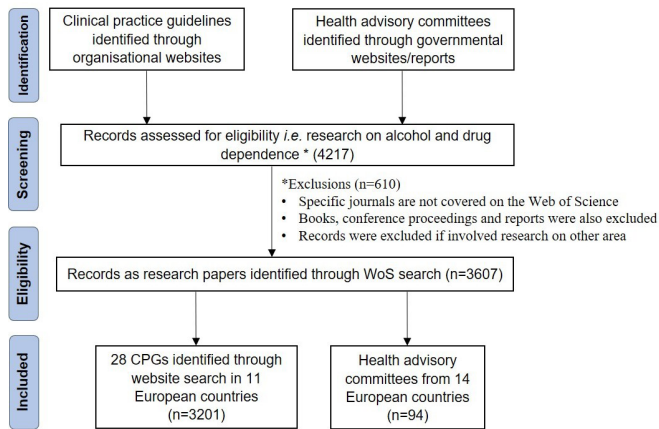 Identification
Clinical practice guidelines
identified through
organisational websites
Health advisory committees
identified through governmental
websites/reports
Screening
Records assessed for eligibility i.e. research on alcohol and drug
dependence * (4217)
*Exclusions (n=610)
• Specific journals are not covered on the Web of Science
• Books, conference proceedings and reports were also excluded
• Records were excluded if involved research on other area
Eligibility
Records as research papers identified through WoS search (n=3607)
Included
28 CPGs identified through
website search in 11
European countries
(n=3201)
Health advisory
committees from 14
European countries
(n=94)